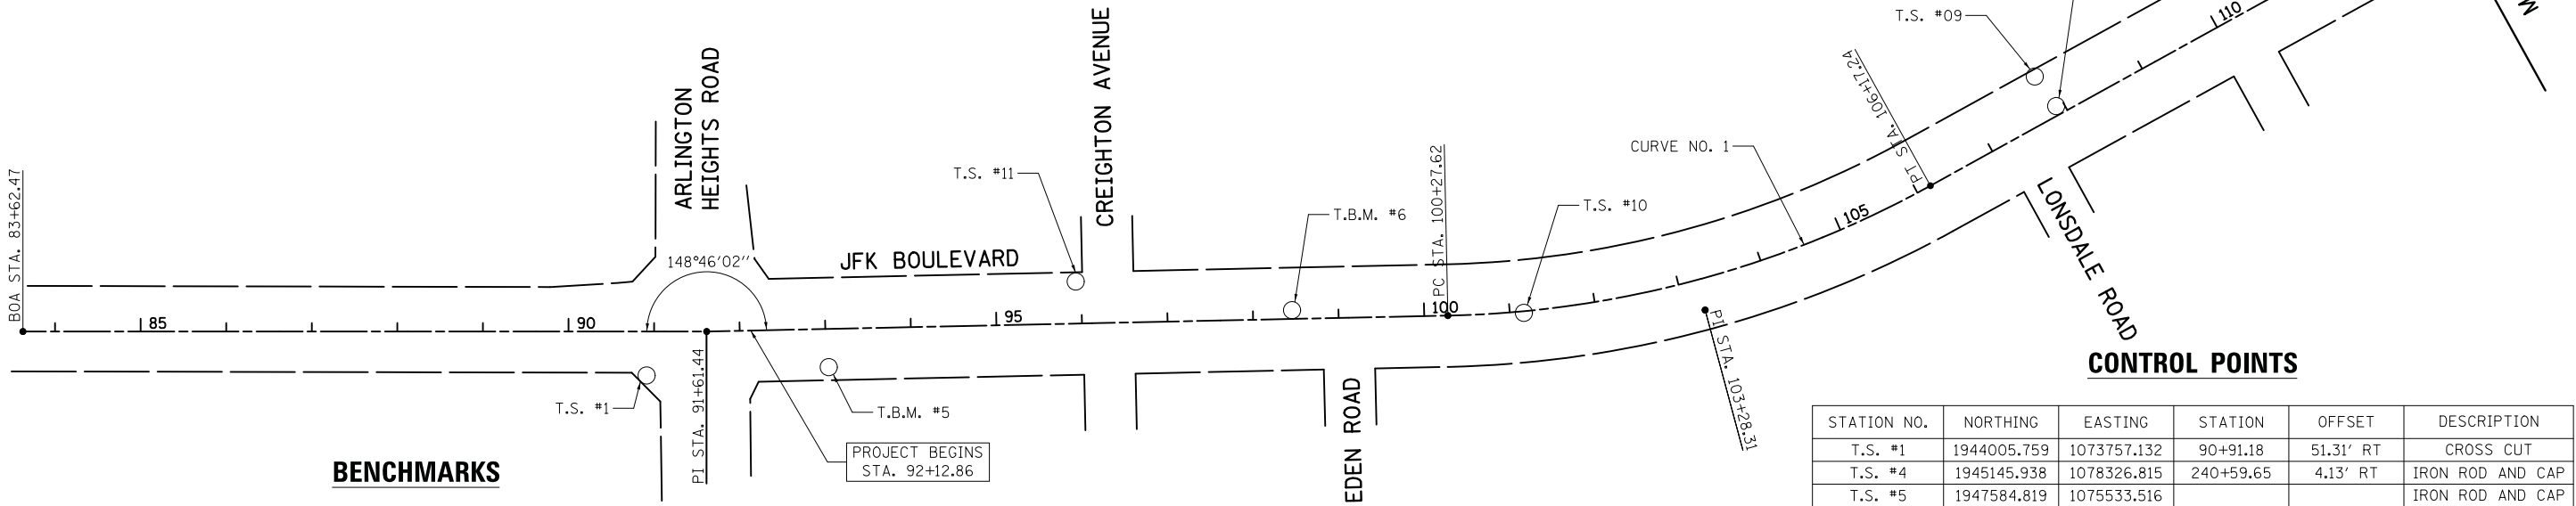 T.S. #09
110
W
PT STA. 106+17.24
ARLINGTON
HEIGHTS ROAD
CREIGHTON AVENUE
CURVE NO. 1
T.S. #11
BOA STA. 83+62.47
PC STA. 100+27.62
T.B.M. #6
T.S. #10
105
LONSDALE ROAD
148°46'02"
JFK BOULEVARD
85
90
95
100
PI STA. 91+61.44
PI STA. 103+28.31
T.S. #1
T.B.M. #5
EDEN ROAD
PROJECT BEGINS
STA. 92+12.86
BENCHMARKS
CONTROL POINTS
STATION NO. NORTHING EASTING STATION OFFSET DESCRIPTION
T.S. #1 1944005.759 1073757.132 90+91.18 51.31' RT CROSS CUT
T.S. #4 1945145.938 1078326.815 240+59.65 4.13' RT IRON ROD AND CAP
T.S. #5 1947584.819 1075533.516 IRON ROD AND CAP